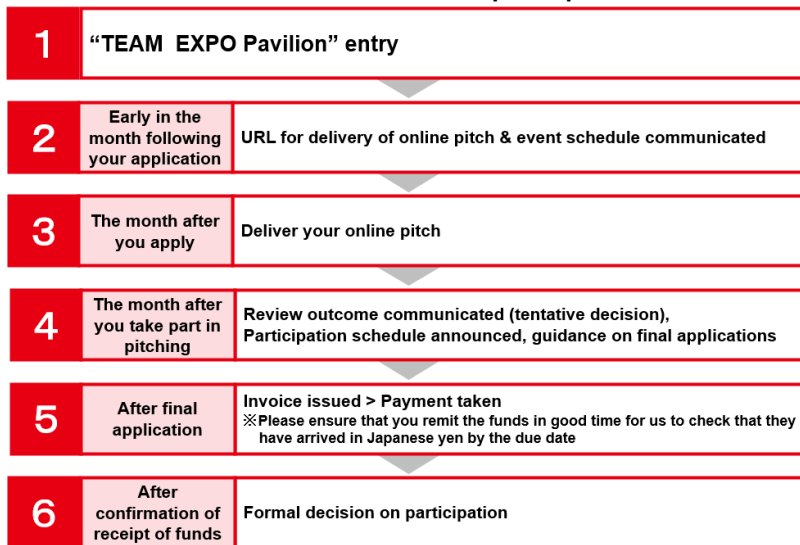 1
“TEAM EXPO Pavilion” entry
2
Early in the
month following
your application
URL for delivery of online pitch & event schedule communicated
3
The month after
you apply
Deliver your online pitch
4
The month after
you take part in
pitching
Review outcome communicated (tentative decision),
Participation schedule announced, guidance on final applications
5
After final
application
Invoice issued > Payment taken
※Please ensure that you remit the funds in good time for us to check that they
have arrived in Japanese yen by the due date
6
After
confirmation of
receipt of funds
Formal decision on participation